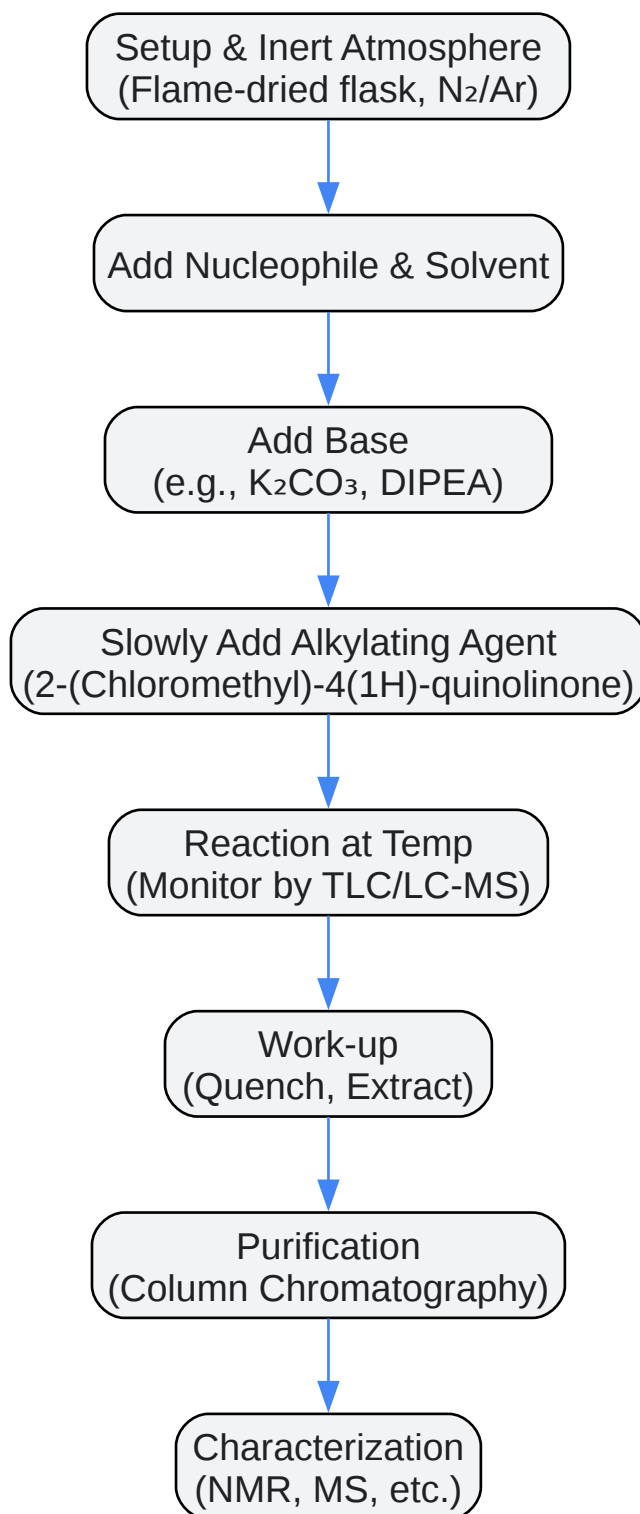 Setup & Inert Atmosphere
(Flame-dried flask, N₂/Ar)
Add Nucleophile & Solvent
Add Base
(e.g., K₂CO₃, DIPEA)
Slowly Add Alkylating Agent
(2-(Chloromethyl)-4(1H)-quinolinone)
Reaction at Temp
(Monitor by TLC/LC-MS)
Work-up
(Quench, Extract)
Purification
(Column Chromatography)
Characterization
(NMR, MS, etc.)